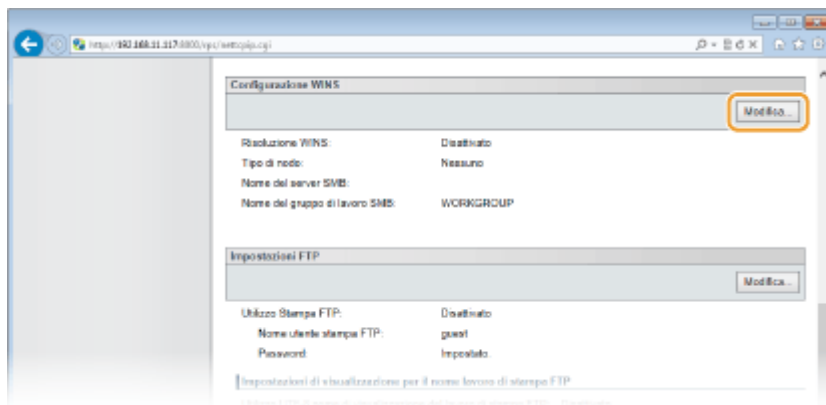 http://192.168.11.117:8000/rps/nettcpip.cgi
Configurazione WINS
Modifica...
Risoluzione WINS: Disattivato
Tipo di nodo: Nessuno
Nome del server SMB:
Nome del gruppo di lavoro SMB: WORKGROUP
Impostazioni FTP
Modifica...
Utilizzo Stampa FTP: Disattivato
Nome utente stampa FTP: guest
Password: Impostato.
Impostazioni di visualizzazione per il nome lavoro di stampa FTP